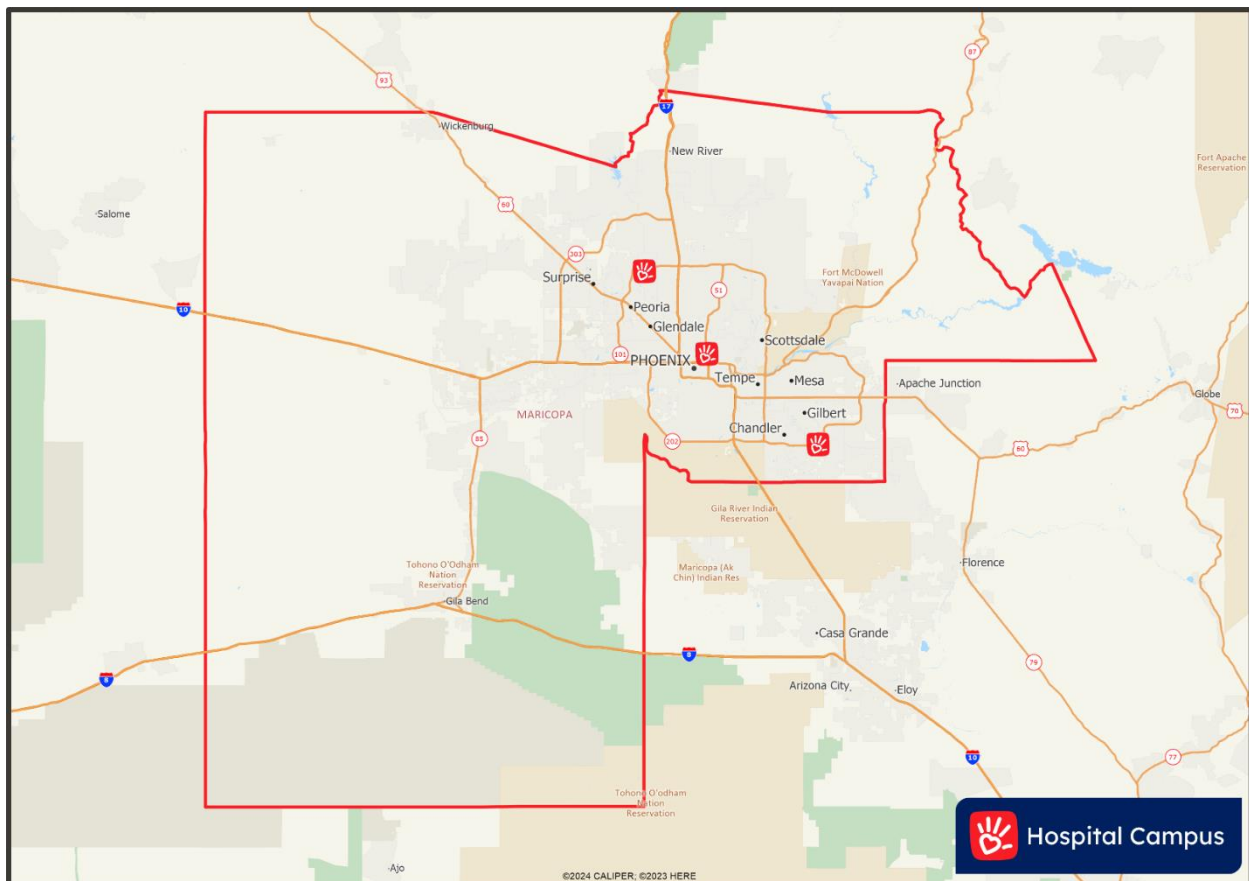 87
93
17
Wickenburg
New River
Fort Apache
Reservation
Salome
60
303
Fort McDowell
Yavapai Nation
Surprise
51
10
Peoria
Glendale
Scottsdale
101
PHOENIX
Tempe
Mesa
Apache Junction
Globe
MARICOPA
Gilbert
70
Chandler
85
202
60
Gila River Indian
Reservation
Tohono O'Odham
Nation
Reservation
Maricopa (Ak
Chin) Indian Res
Florence
Gila Bend
Casa Grande
8
8
79
Arizona City
Eloy
10
77
Tohono O'odham
Nation
Reservation
Hospital Campus
Ajo
©2024 CALIPER; ©2023 HERE